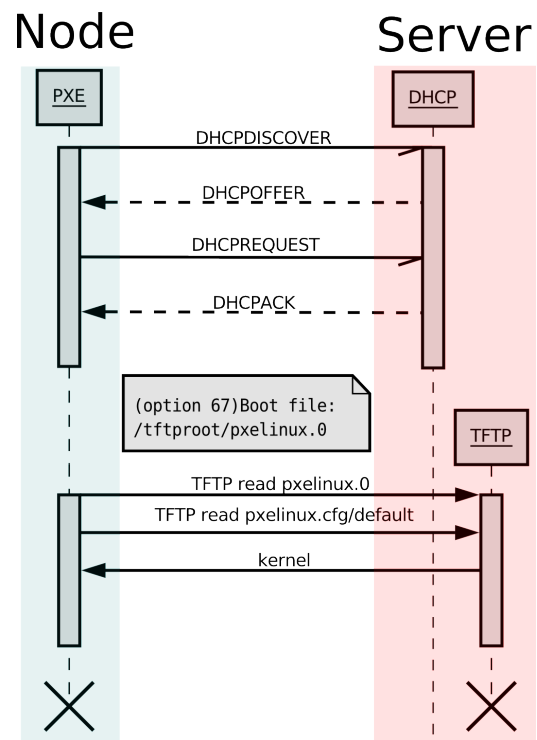 Node
Server
PXE
DHCP
DHCPDISCOVER
DHCPOFFER
DHCPREQUEST
DHCPACK
(option 67)Boot file:
/tftproot/pxelinux.0
TFTP
TFTP read pxelinux.0
TFTP read pxelinux.cfg/default
kernel